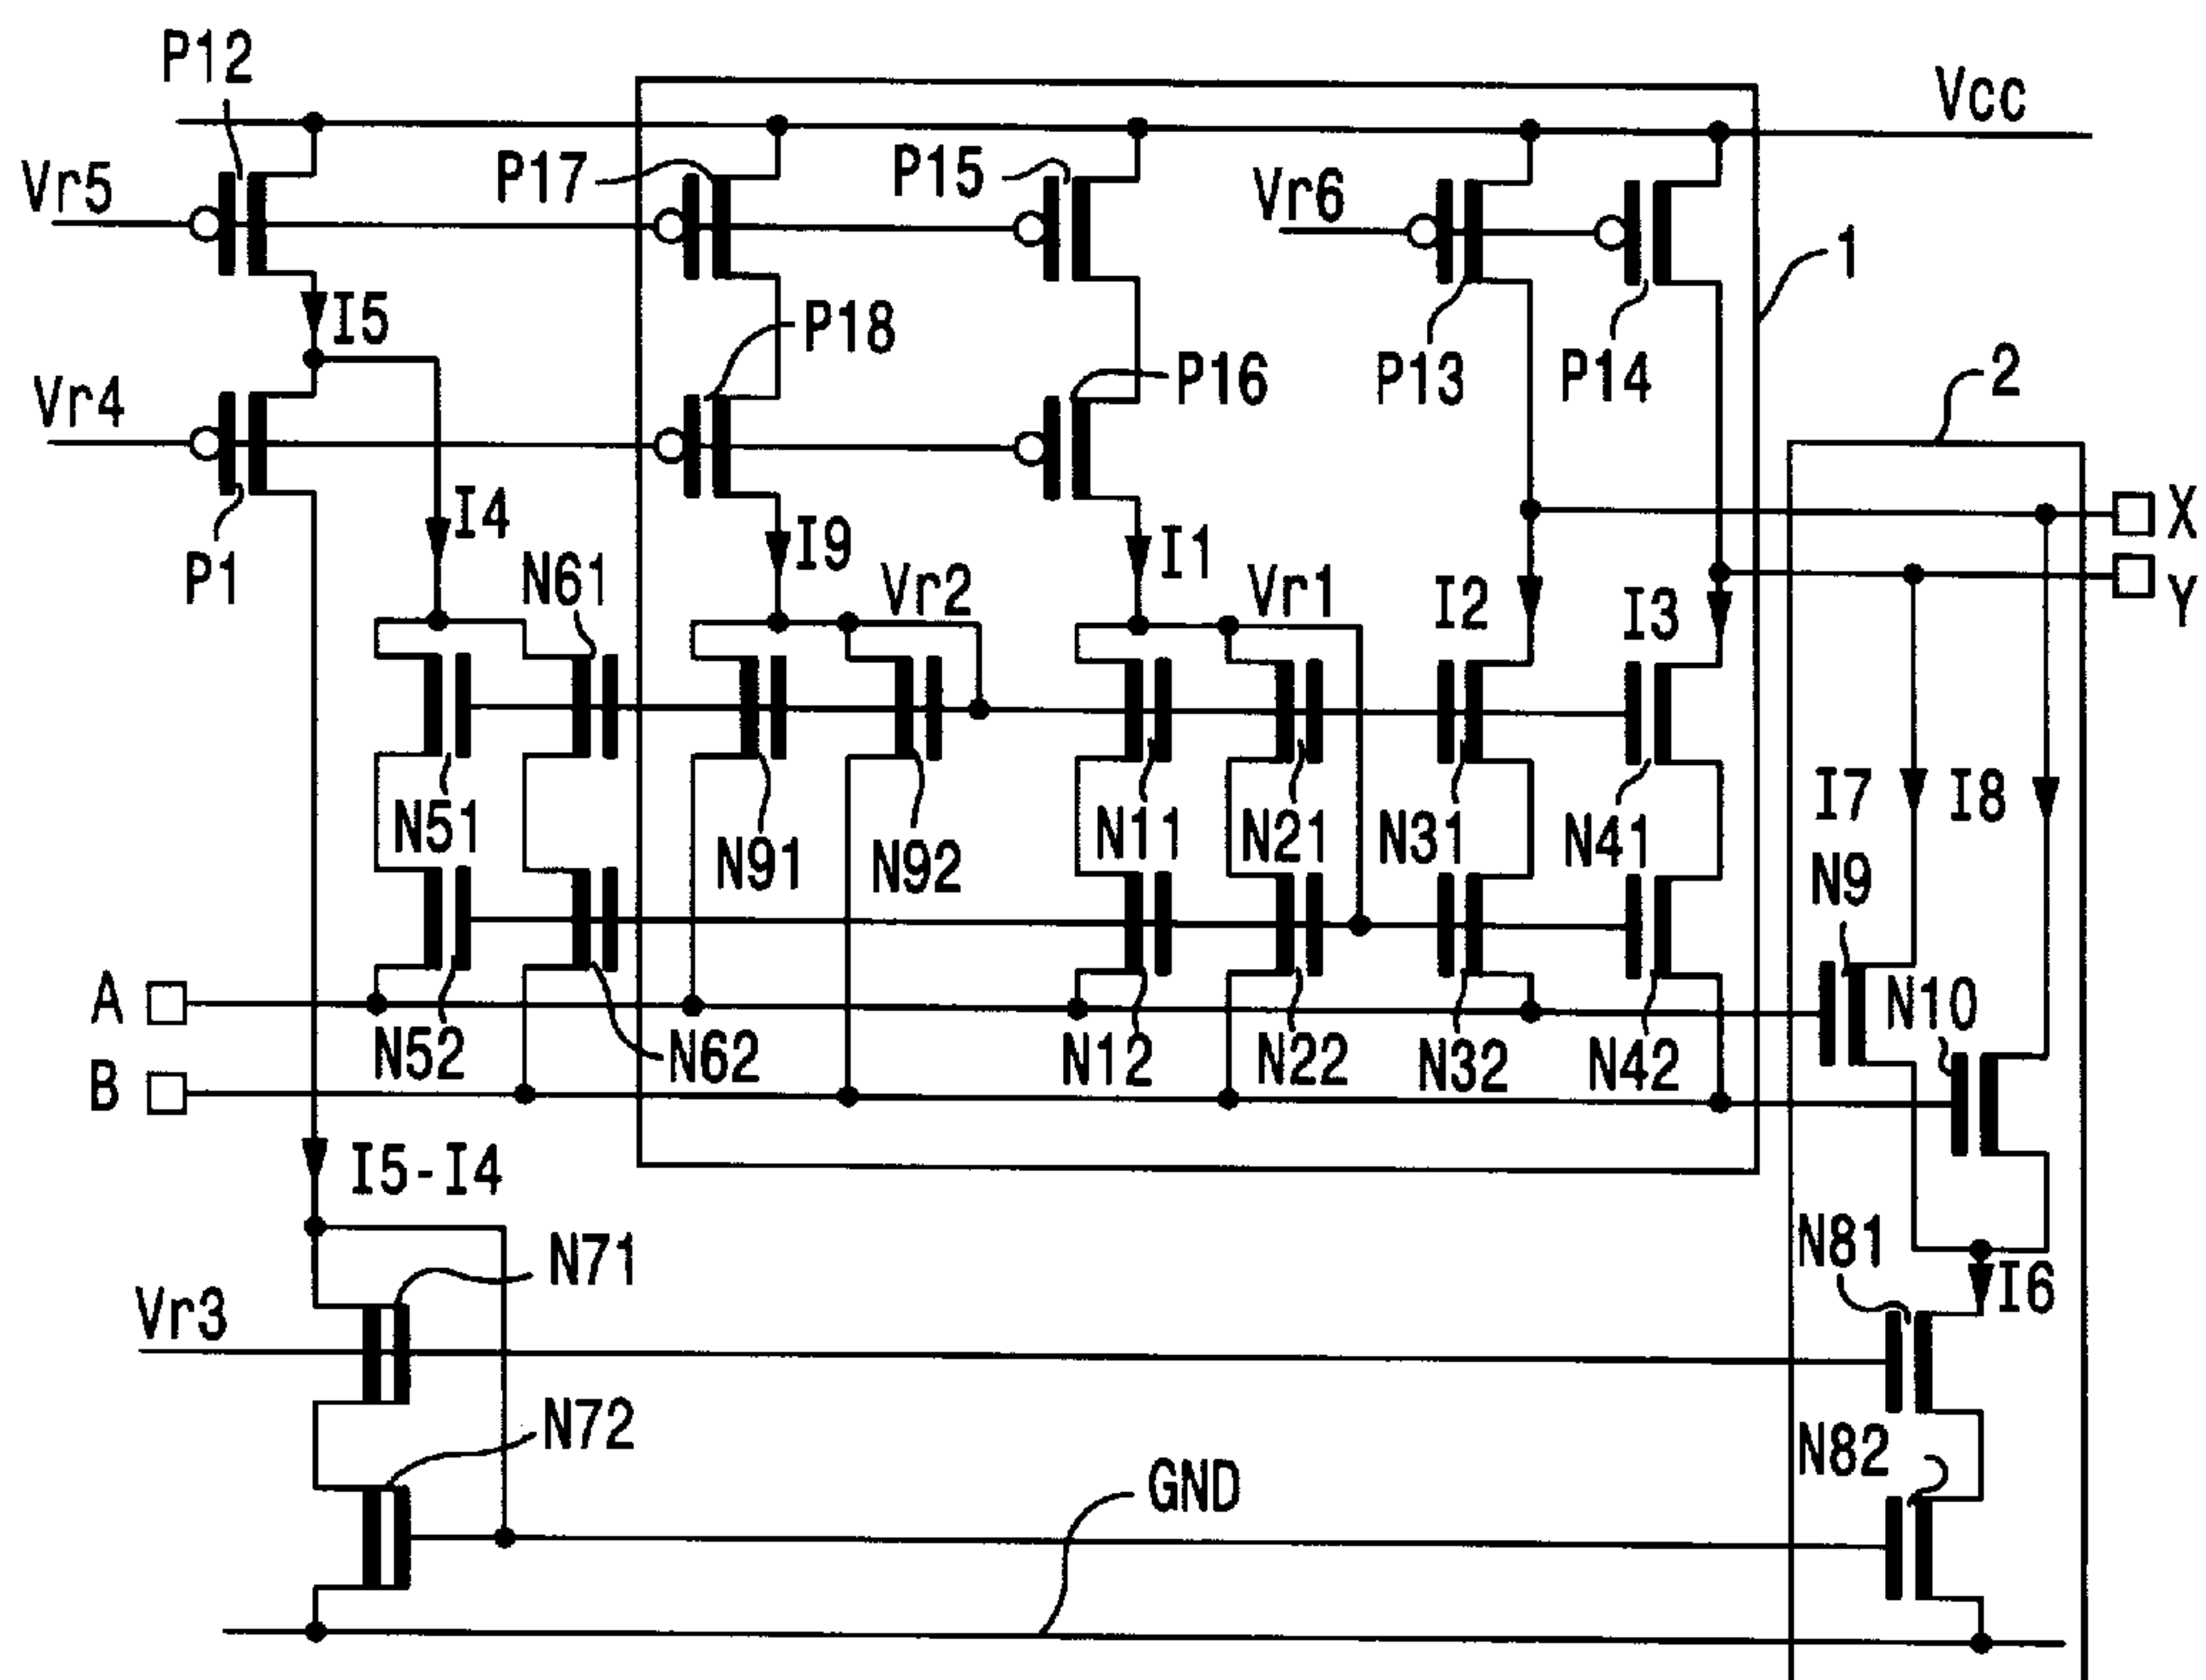 P12
Vcc
P17
P15
Vr5
Vr6
1
I5
P18
P16
P13
P14
2
Vr4
I4
X
I9
I1
P1
N61
Vr2
Vr1
I2
I3
Y
I7
I8
N51
N91
N92
N11
N21
N31
N41
N9
N10
A
N52
N62
N12
N22
N32
N42
B
I5-I4
N81
N71
I6
Vr3
N72
N82
GND